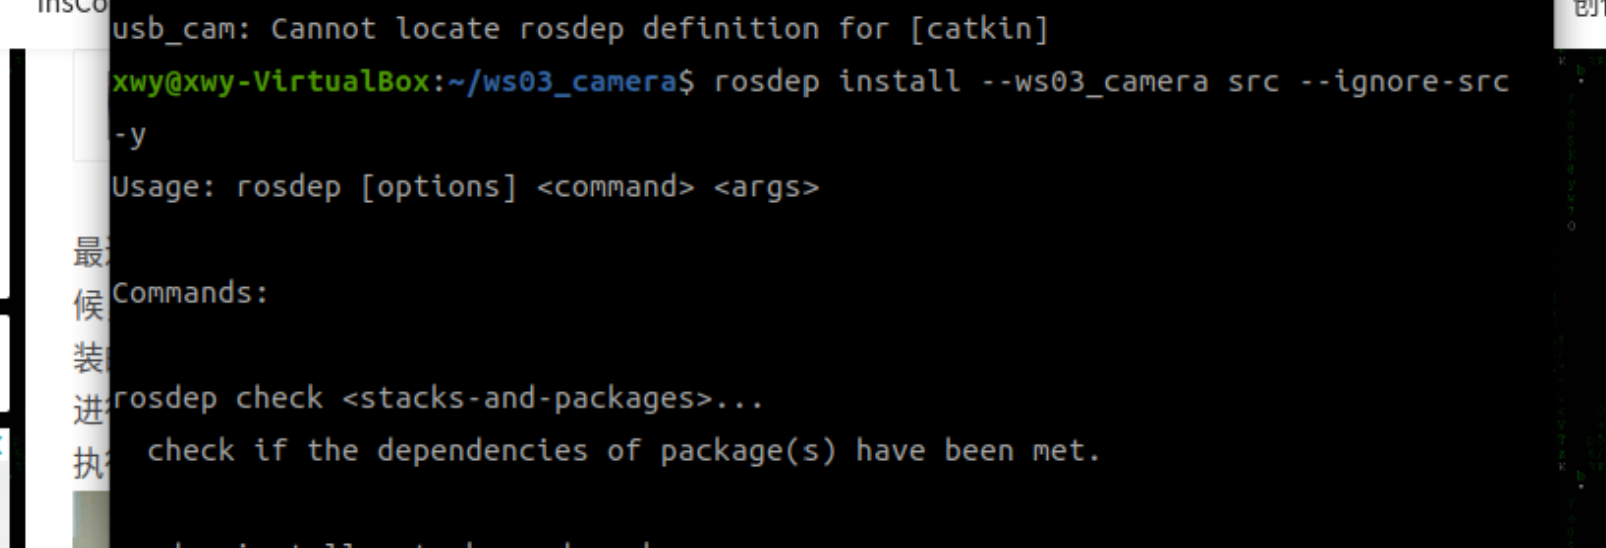 usb_cam: Cannot locate rosdep definition for [catkin]
xwy@xwy-VirtualBox:~/ws03_camera$ rosdep install --ws03_camera src --ignore-src
-y
Usage: rosdep [options] <command> <args>
Commands:
rosdep check <stacks-and-packages>...
check if the dependencies of package(s) have been met.
最
候
装
进
执